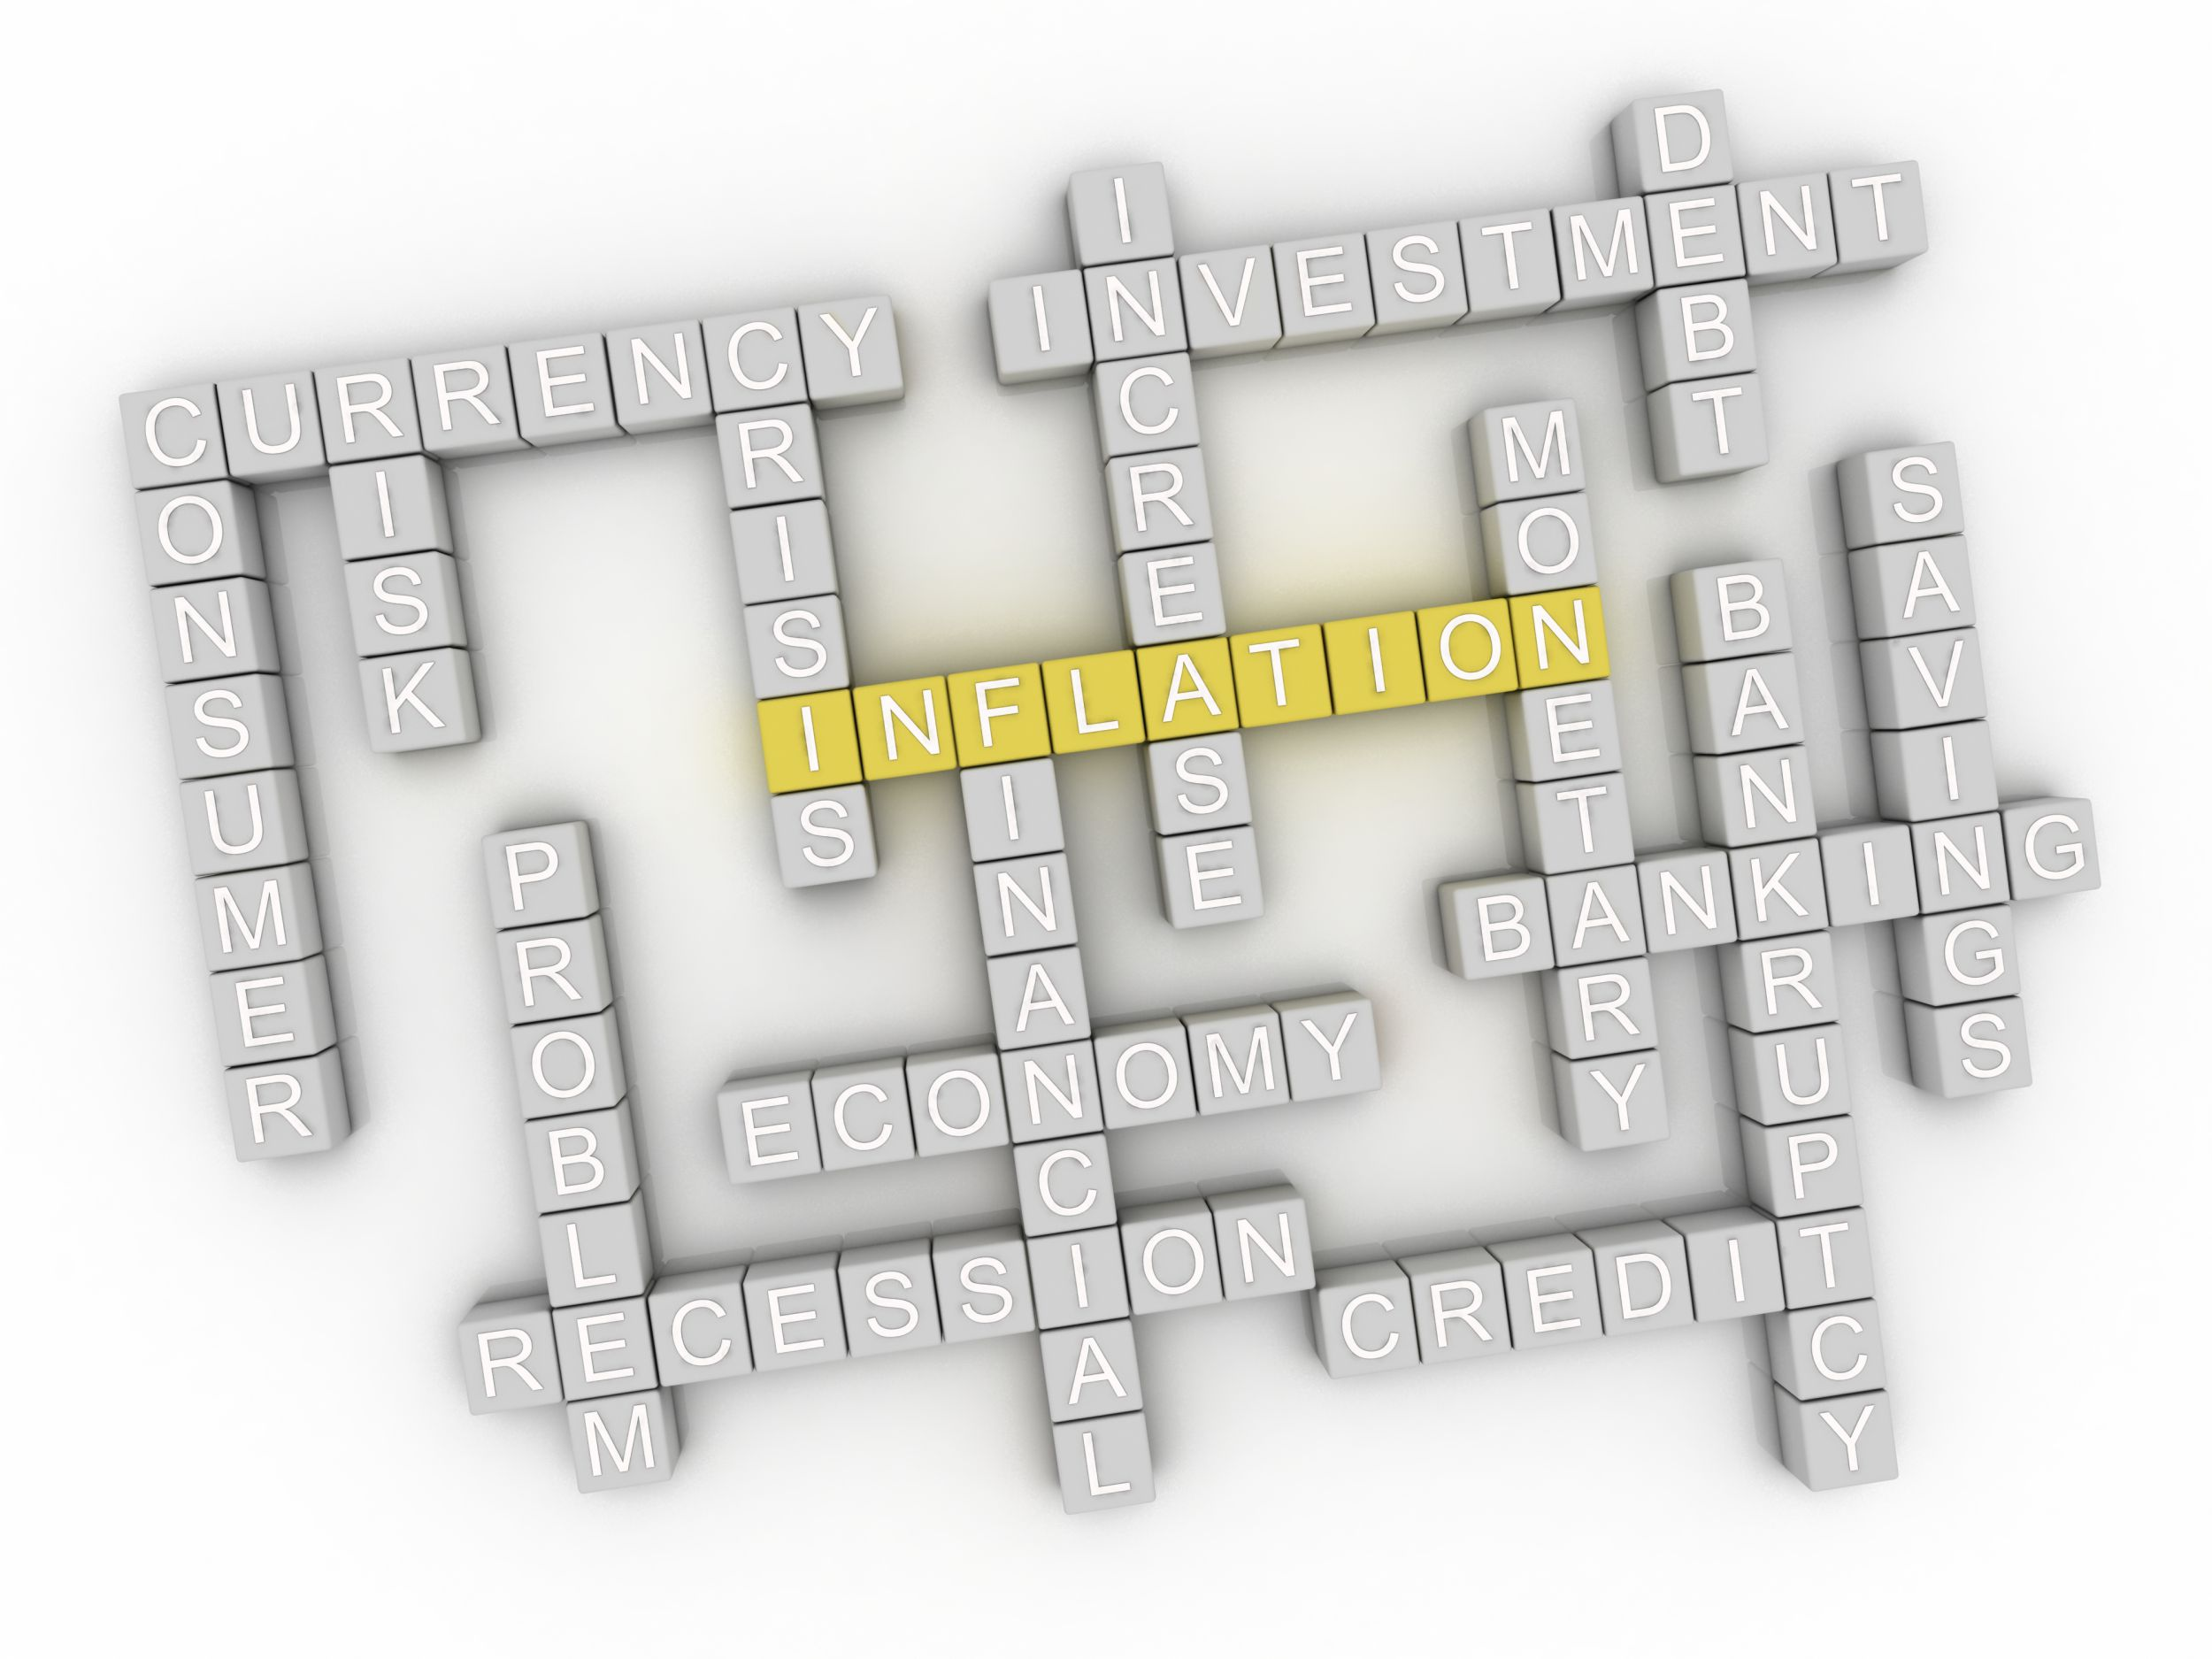 DEBT
INCREASE
INVESTMENT
CURRENCY
CONSUMER
RISK
CRISIS
MONETARY
SAVINGS
BANKRUPTCY
INFLATION
FINANCIAL
PROBLEM
BANKING
ECONOMY
RECESSION
CREDIT